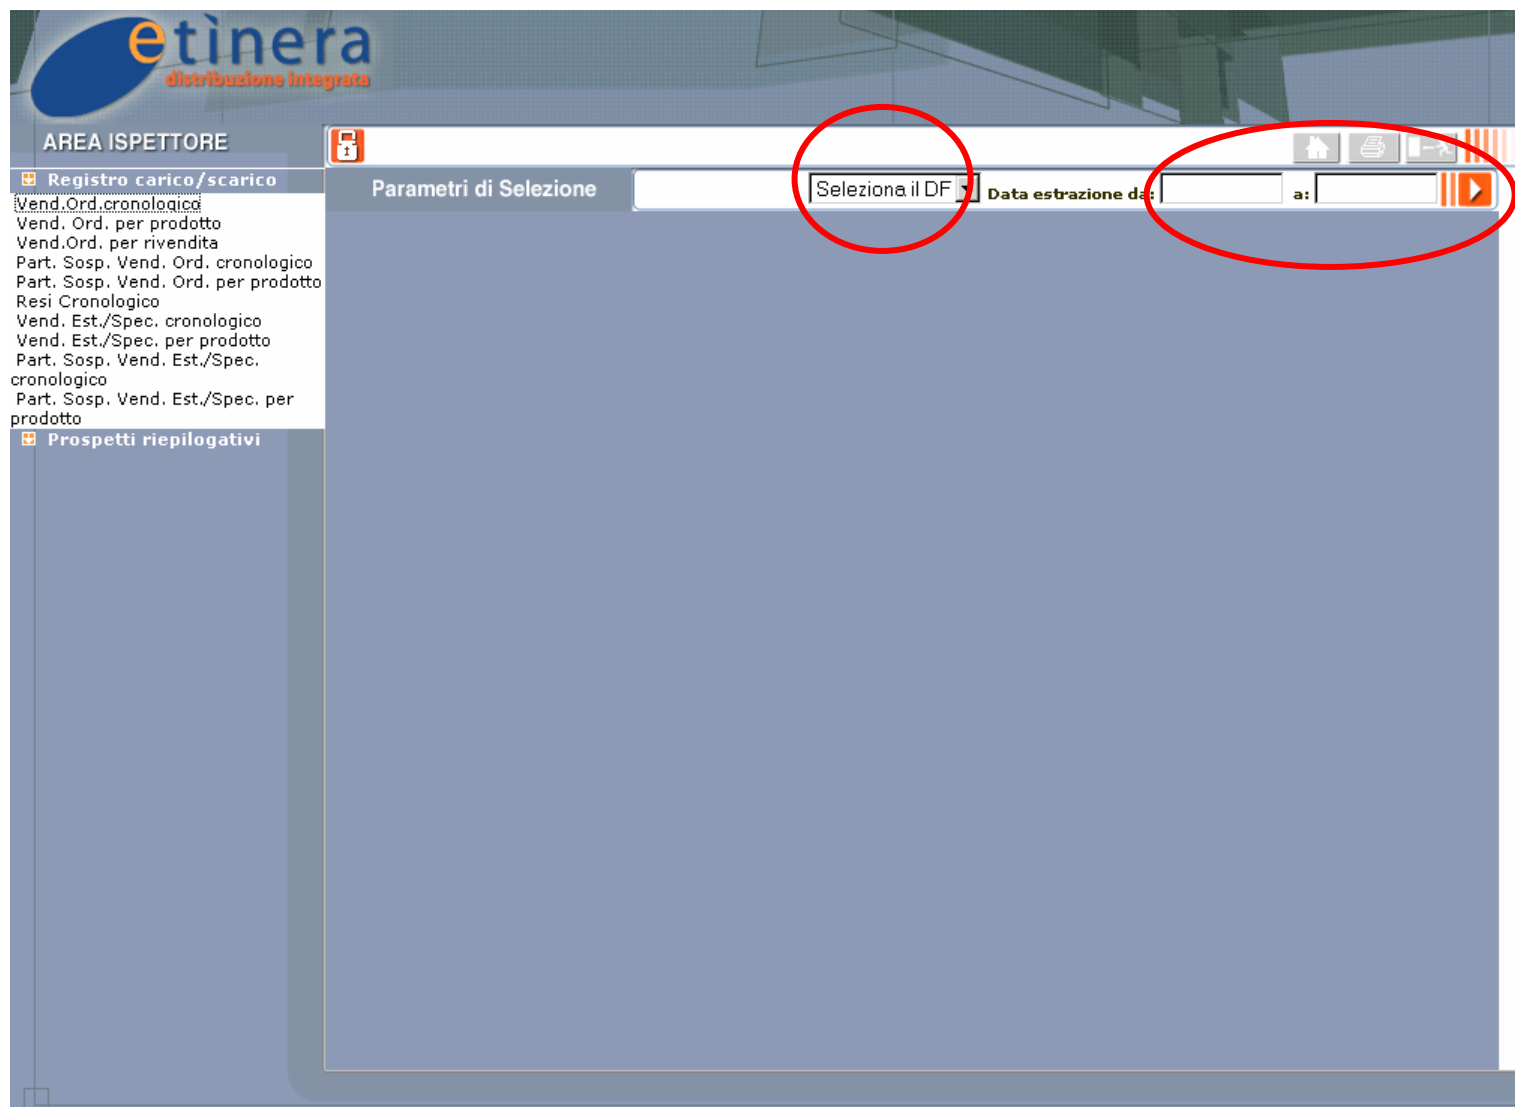 etìnera
distribuzione integrata
AREA ISPETTORE
Registro carico/scarico
Vend.Ord.cronologico
Vend. Ord. per prodotto
Vend.Ord. per rivendita
Part. Sosp. Vend. Ord. cronologico
Part. Sosp. Vend. Ord. per prodotto
Resi Cronologico
Vend. Est./Spec. cronologico
Vend. Est./Spec. per prodotto
Part. Sosp. Vend. Est./Spec.
cronologico
Part. Sosp. Vend. Est./Spec. per
prodotto
Prospetti riepilogativi
Parametri di Selezione
Seleziona il DF
Data estrazione da:
a: